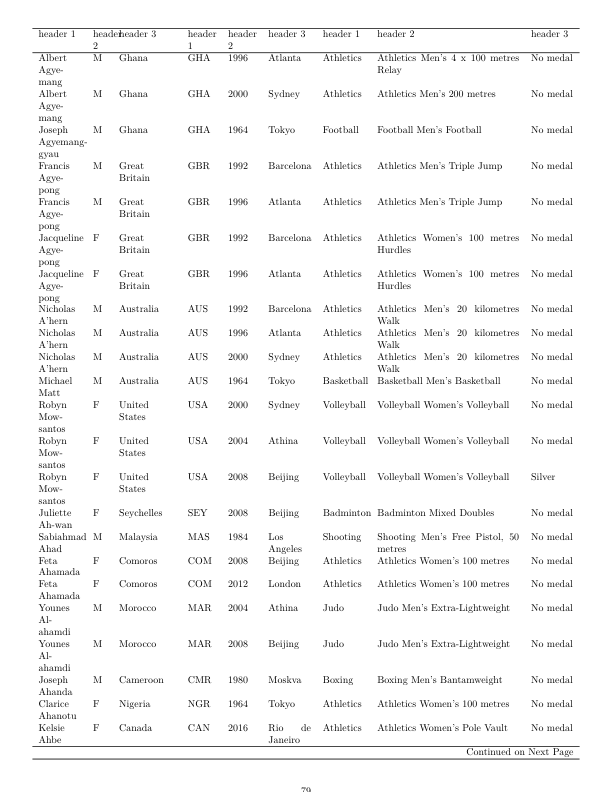 header 1 header 3 header header header 3 header 1 header 2 header 3
2 1 2
Albert M Ghana GHA 1996 Atlanta Athletics Athletics Men's 4 x 100 metres No medal
Agye- Relay
mang
Albert M Ghana GHA 2000 Sydney Athletics Athletics Men's 200 metres No medal
Agye-
mang
Joseph M Ghana GHA 1964 Tokyo Football Football Men's Football No medal
Agyemang-
gyau
Francis M Great GBR 1992 Barcelona Athletics Athletics Men's Triple Jump No medal
Agye- Britain
pong
Francis M Great GBR 1996 Atlanta Athletics Athletics Men's Triple Jump No medal
Agye- Britain
pong
Jacqueline F Great GBR 1992 Barcelona Athletics Athletics Women's 100 metres No medal
Agye- Britain Hurdles
pong
Jacqueline F Great GBR 1996 Atlanta Athletics Athletics Women's 100 metres No medal
Agye- Britain Hurdles
pong
Nicholas M Australia AUS 1992 Barcelona Athletics Athletics Men's 20 kilometres No medal
A'hern Walk
Nicholas M Australia AUS 1996 Atlanta Athletics Athletics Men's 20 kilometres No medal
A'hern Walk
Nicholas M Australia AUS 2000 Sydney Athletics Athletics Men's 20 kilometres No medal
A'hern Walk
Michael M Australia AUS 1964 Tokyo Basketball Basketball Men's Basketball No medal
Matt
Robyn F United USA 2000 Sydney Volleyball Volleyball Women's Volleyball No medal
Mow- States
santos
Robyn F United USA 2004 Athina Volleyball Volleyball Women's Volleyball No medal
Mow- States
santos
Robyn F United USA 2008 Beijing Volleyball Volleyball Women's Volleyball Silver
Mow- States
santos
Juliette F Seychelles SEY 2008 Beijing Badminton Badminton Mixed Doubles No medal
Ah-wan
Sabiahmad M Malaysia MAS 1984 Los Shooting Shooting Men's Free Pistol, 50 No medal
Ahad Angeles metres
Feta F Comoros COM 2008 Beijing Athletics Athletics Women's 100 metres No medal
Ahamada
Feta F Comoros COM 2012 London Athletics Athletics Women's 100 metres No medal
Ahamada
Younes M Morocco MAR 2004 Athina Judo Judo Men's Extra-Lightweight No medal
Al-
ahamdi
Younes M Morocco MAR 2008 Beijing Judo Judo Men's Extra-Lightweight No medal
Al-
ahamdi
Joseph M Cameroon CMR 1980 Moskva Boxing Boxing Men's Bantamweight No medal
Ahanda
Clarice F Nigeria NGR 1964 Tokyo Athletics Athletics Women's 100 metres No medal
Ahanotu
Kelsie F Canada CAN 2016 Rio de Athletics Athletics Women's Pole Vault No medal
Ahbe Janeiro
Continued on Next Page
79